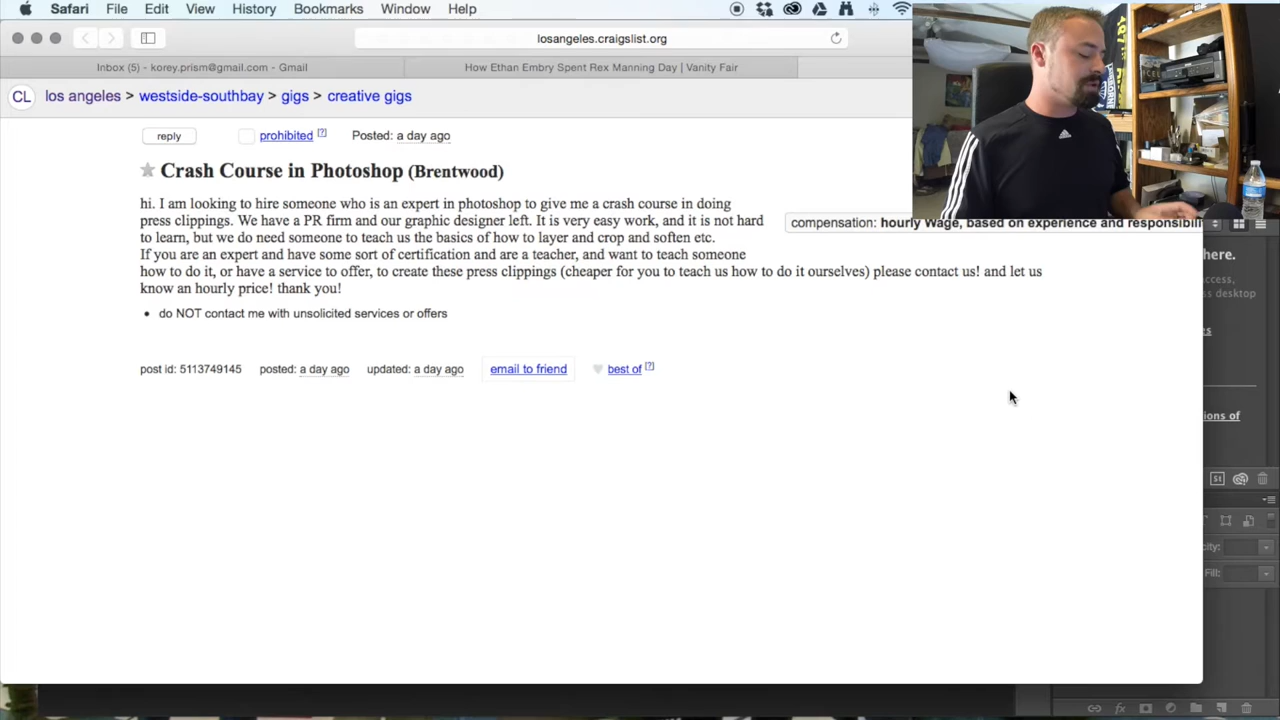 Safari File Edit View History Bookmarks Window Help
losangeles.craigslist.org
Inbox (5) - korey.prism@gmail.com - Gmail
How Ethan Embry Spent Rex Manning Day | Vanity Fair
CL los angeles > westside-southbay > gigs > creative gigs
reply prohibited [?] Posted: a day ago
Crash Course in Photoshop (Brentwood)
hi. I am looking to hire someone who is an expert in photoshop to give me a crash course in doing
press clippings. We have a PR firm and our graphic designer left. It is very easy work, and it is not hard
to learn, but we do need someone to teach us the basics of how to layer and crop and soften etc.
If you are an expert and have some sort of certification and are a teacher, and want to teach someone
how to do it, or have a service to offer, to create these press clippings (cheaper for you to teach us how to do it ourselves) please contact us! and let us
know an hourly price! thank you!
compensation: hourly Wage, based on experience and responsibili
do NOT contact me with unsolicited services or offers
post id: 5113749145 posted: a day ago updated: a day ago email to friend best of [?]
here.
access,
ss desktop
ions of
St
city:
Fill:
fx